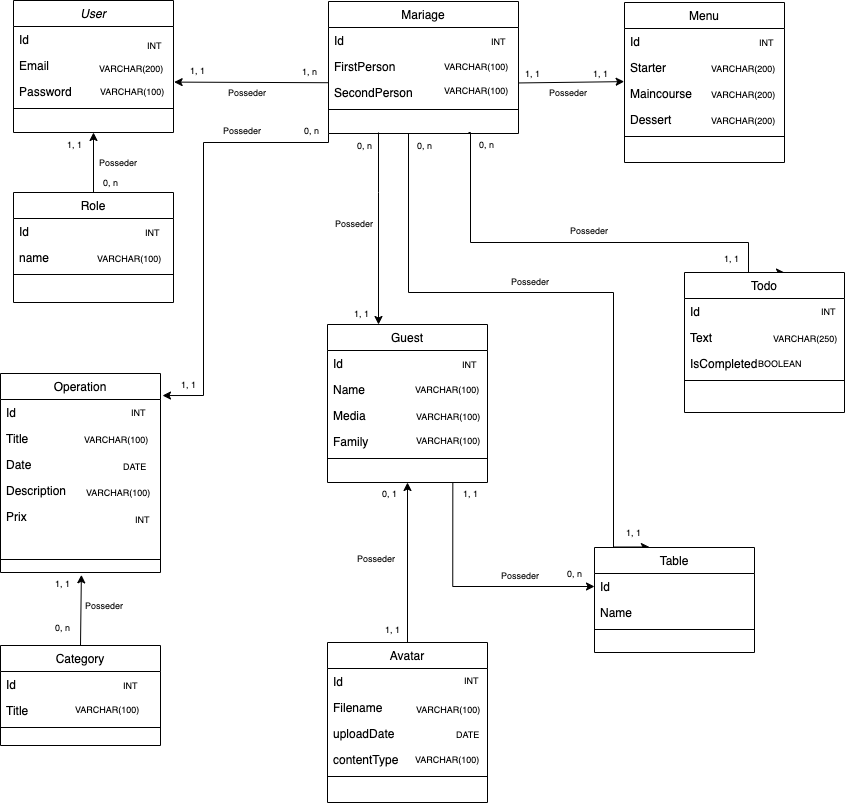 User
Id INT
Email VARCHAR(200)
Password VARCHAR(100)
1, 1
1, n
Posseder
Mariage
Id INT
FirstPerson VARCHAR(100)
SecondPerson VARCHAR(100)
1, 1
1, 1
Posseder
Menu
Id INT
Starter VARCHAR(200)
Maincourse VARCHAR(200)
Dessert VARCHAR(200)
Posseder
0, n
0, n
0, n
0, n
1, 1
Posseder
0, n
Role
Id INT
name VARCHAR(100)
Posseder
Posseder
Posseder
1, 1
Todo
Id INT
Text VARCHAR(250)
IsCompleted BOOLEAN
1, 1
Guest
Id INT
Name VARCHAR(100)
Media VARCHAR(100)
Family VARCHAR(100)
1, 1
Operation
Id INT
Title VARCHAR(100)
Date DATE
Description VARCHAR(100)
Prix INT
0, 1
1, 1
1, 1
Posseder
Posseder
0, n
Table
Id
Name
1, 1
Posseder
0, n
Category
Id INT
Title VARCHAR(100)
1, 1
Avatar
Id INT
Filename VARCHAR(100)
uploadDate DATE
contentType VARCHAR(100)